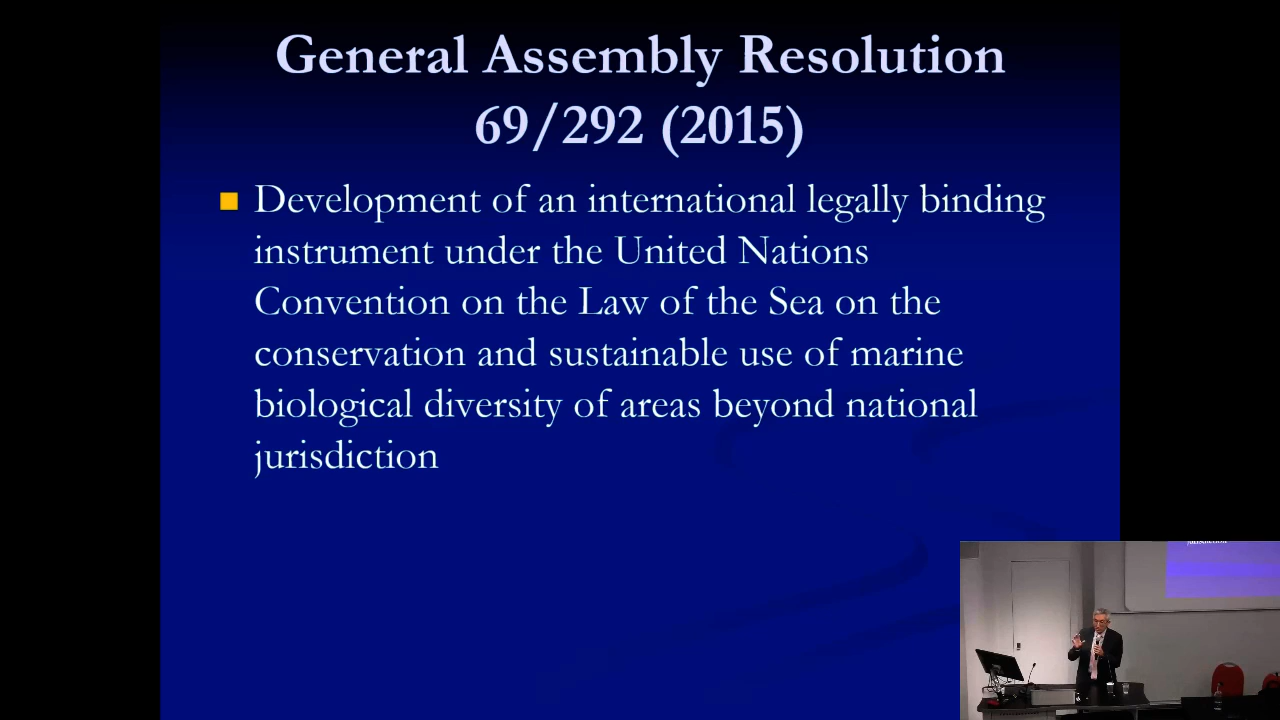 General Assembly Resolution
69/292 (2015)
Development of an international legally binding
instrument under the United Nations
Convention on the Law of the Sea on the
conservation and sustainable use of marine
biological diversity of areas beyond national
jurisdiction
jurisdiction